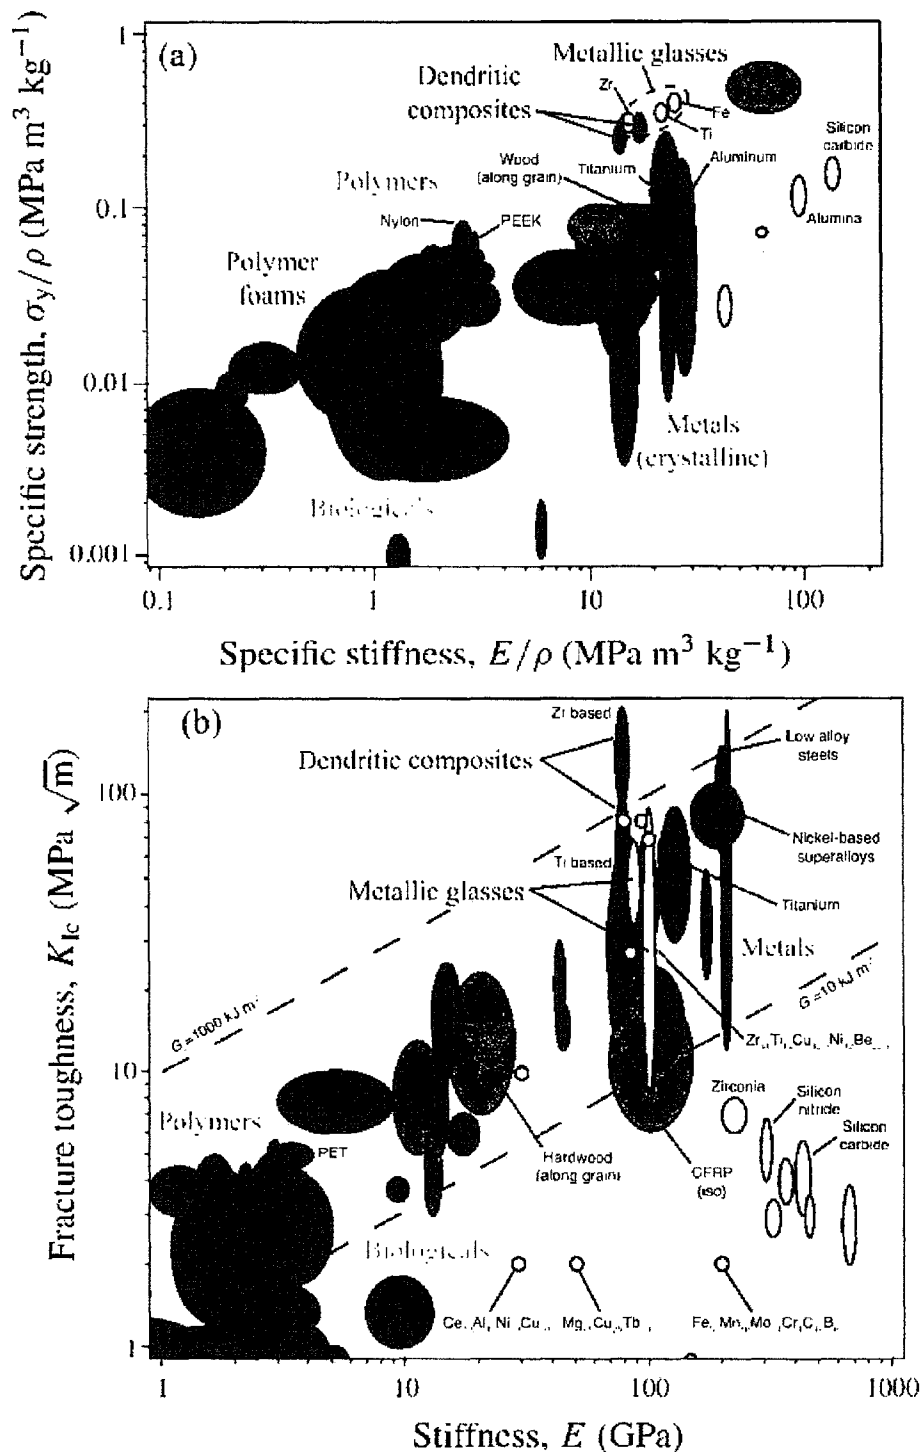 (a)
Metallic glasses
Dendritic
composites
Zr
Fe
Ti
Silicon
carbide
Wood
(along grain)
Titanium
Aluminum
Polymers
Nylon
PEEK
Alumina
Polymer
foams
Metals
(crystalline)
Biologicals
Specific strength, σy/ρ (MPa m³ kg⁻¹)
1
0.1
0.01
0.001
0.1
1
10
100
Specific stiffness, E/ρ (MPa m³ kg⁻¹)
(b)
Zr based
Low alloy
steels
Dendritic composites
Nickel-based
superalloys
Ti based
Metallic glasses
Titanium
Metals
=1000 kJ m
=10 kJ m
Polymers
PET
Hardwood
(along grain)
CFRP
(iso)
Zirconia
Silicon
nitride
Silicon
carbide
Biologicals
Fracture toughness, KIc (MPa √m)
100
10
1
1
10
100
1000
Stiffness, E (GPa)